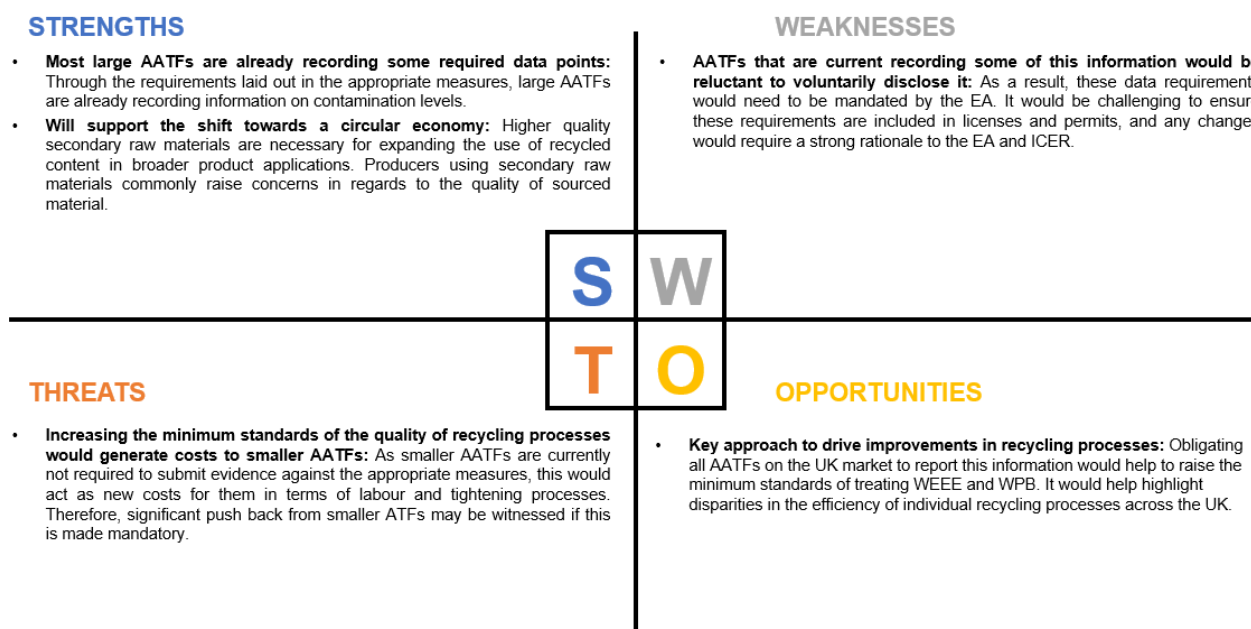 STRENGTHS
• Most large AATFs are already recording some required data points:
Through the requirements laid out in the appropriate measures, large AATFs
are already recording information on contamination levels.
• Will support the shift towards a circular economy: Higher quality
secondary raw materials are necessary for expanding the use of recycled
content in broader product applications. Producers using secondary raw
materials commonly raise concerns in regards to the quality of sourced
material.
WEAKNESSES
• AATFs that are current recording some of this information would b
reluctant to voluntarily disclose it: As a result, these data requirement
would need to be mandated by the EA. It would be challenging to ensur
these requirements are included in licenses and permits, and any change
would require a strong rationale to the EA and ICER.
S W
T O
THREATS
• Increasing the minimum standards of the quality of recycling processes
would generate costs to smaller AATFs: As smaller AATFs are currently
not required to submit evidence against the appropriate measures, this would
act as new costs for them in terms of labour and tightening processes.
Therefore, significant push back from smaller ATFs may be witnessed if this
is made mandatory.
OPPORTUNITIES
• Key approach to drive improvements in recycling processes: Obligating
all AATFs on the UK market to report this information would help to raise the
minimum standards of treating WEEE and WPB. It would help highlight
disparities in the efficiency of individual recycling processes across the UK.